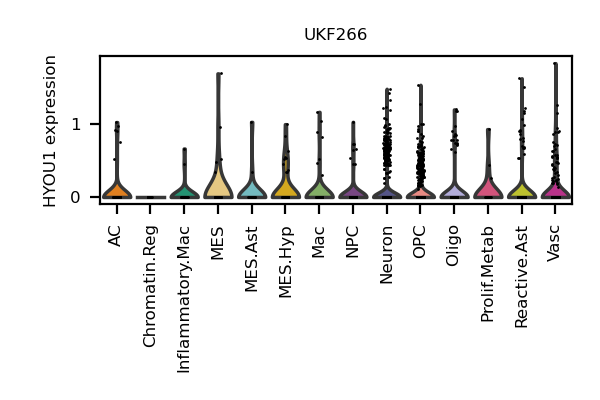 UKF266
HYOU1 expression
1
0
AC
Chromatin.Reg
Inflammatory.Mac
MES
MES.Ast
MES.Hyp
Mac
NPC
Neuron
OPC
Oligo
Prolif.Metab
Reactive.Ast
Vasc